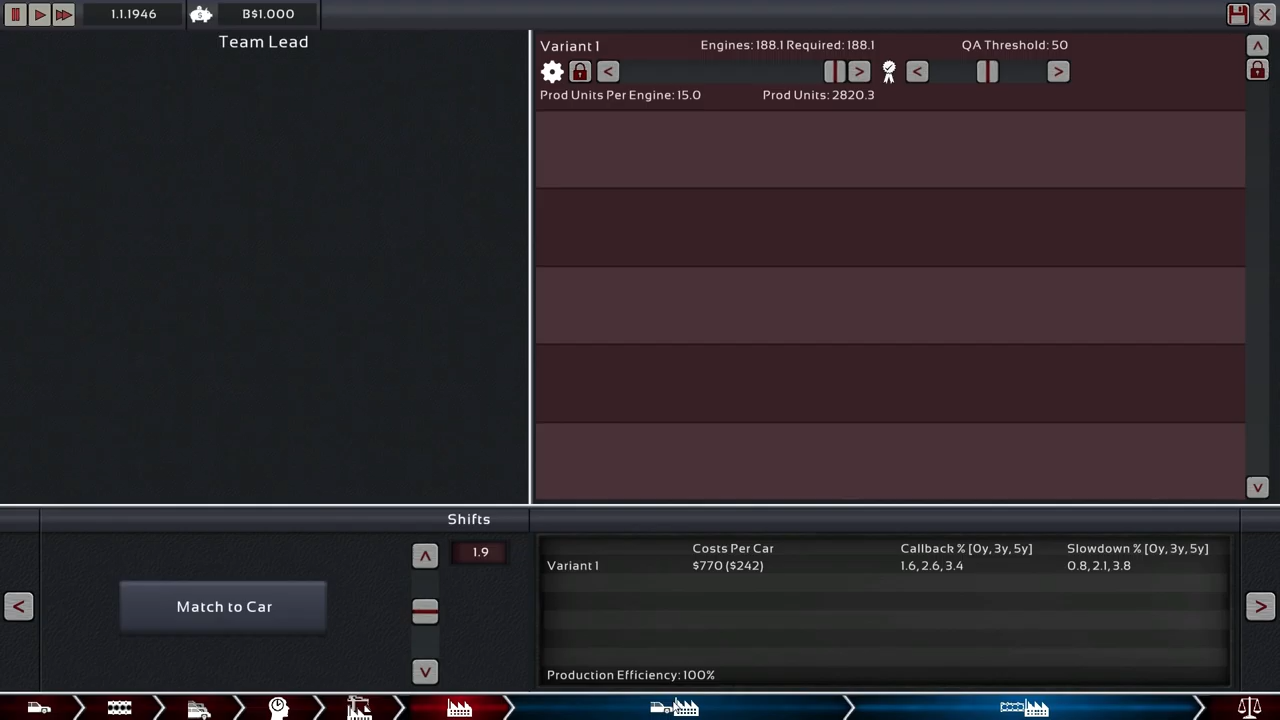 1.1.1946 B$1.000
Team Lead
Variant 1 Engines: 188.1 Required: 188.1 QA Threshold: 50
Prod Units Per Engine: 15.0 Prod Units: 2820.3
Shifts
1.9
Match to Car
Costs Per Car Callback % [0y, 3y, 5y] Slowdown % [0y, 3y, 5y]
Variant 1 $770 ($242) 1.6, 2.6, 3.4 0.8, 2.1, 3.8
Production Efficiency: 100%